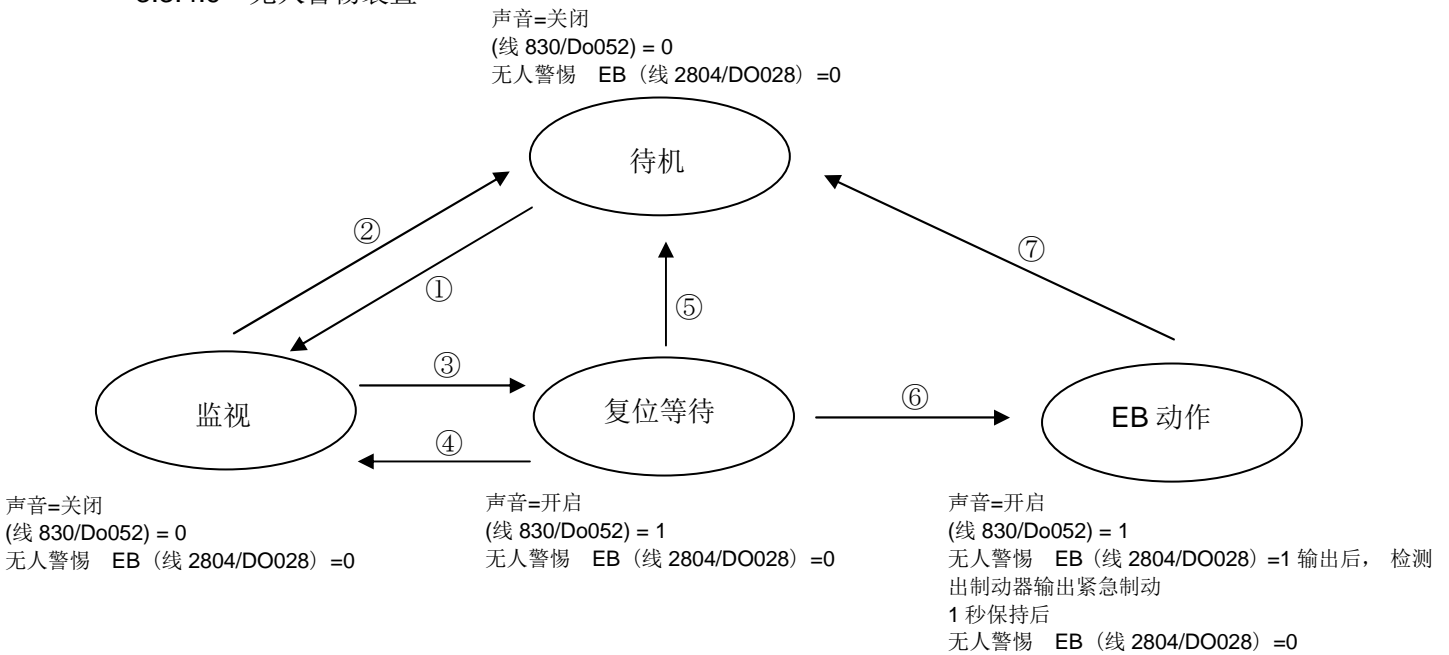 无人警惕装置
声音=关闭
(线 830/Do052) = 0
无人警惕 EB（线 2804/DO028）=0
待机
②
①
⑦
⑤
③
⑥
④
监视
复位等待
EB 动作
声音=关闭
(线 830/Do052) = 0
无人警惕 EB（线 2804/DO028）=0
声音=开启
(线 830/Do052) = 1
无人警惕 EB（线 2804/DO028）=0
声音=开启
(线 830/Do052) = 1
无人警惕 EB（线 2804/DO028）=1 输出后， 检测
出制动器输出紧急制动
1 秒保持后
无人警惕 EB（线 2804/DO028）=0